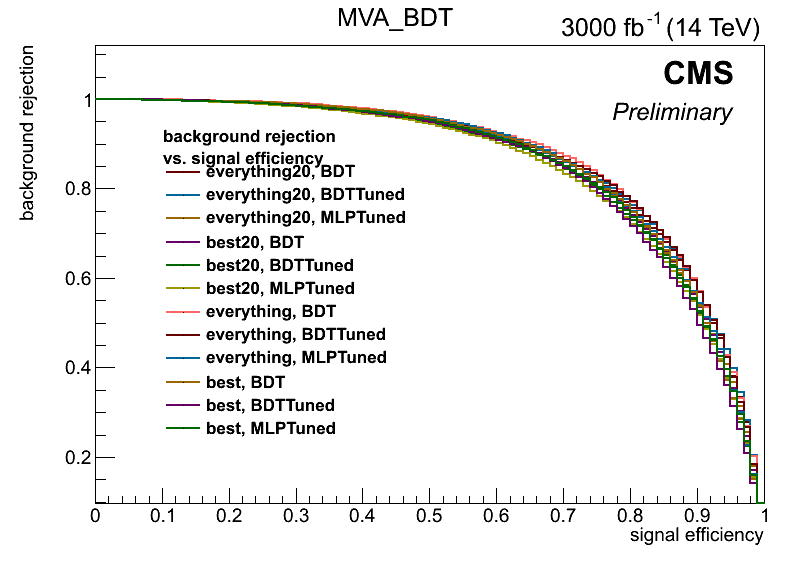 MVA_BDT
3000 fb-1 (14 TeV)
background rejection
CMS
Preliminary
1
0.8
0.6
0.4
0.2
background rejection
vs. signal efficiency
everything20, BDT
everything20, BDTTuned
everything20, MLPTuned
best20, BDT
best20, BDTTuned
best20, MLPTuned
everything, BDT
everything, BDTTuned
everything, MLPTuned
best, BDT
best, BDTTuned
best, MLPTuned
0 0.1 0.2 0.3 0.4 0.5 0.6 0.7 0.8 0.9 1
signal efficiency